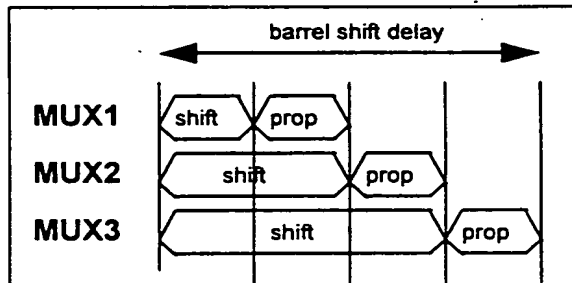 barrel shift delay
MUX1 shift prop
MUX2 shift prop
MUX3 shift prop